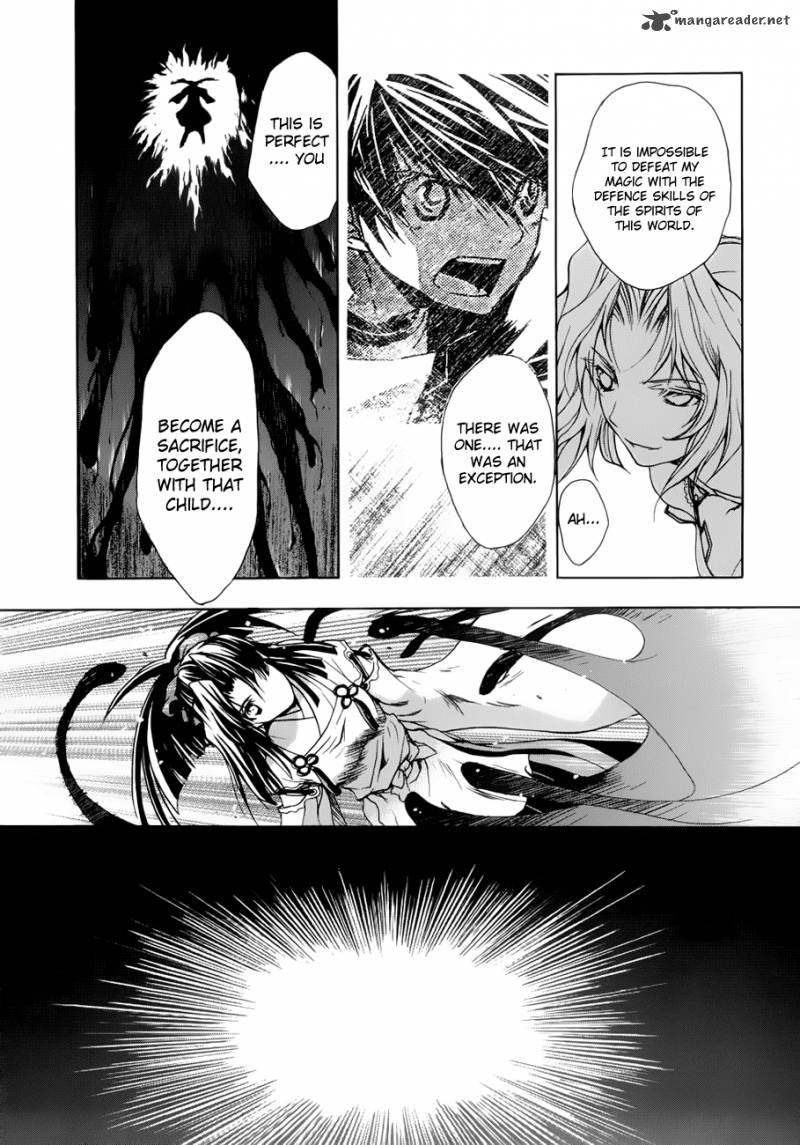 mangareader.net
IT IS IMPOSSIBLE
TO DEFEAT MY
MAGIC WITH THE
DEFENCE SKILLS OF
THE SPIRITS OF
THIS WORLD.
AH...
THERE WAS
ONE.... THAT
WAS AN
EXCEPTION.
THIS IS
PERFECT
.... YOU
BECOME A
SACRIFICE,
TOGETHER
WITH THAT
CHILD....